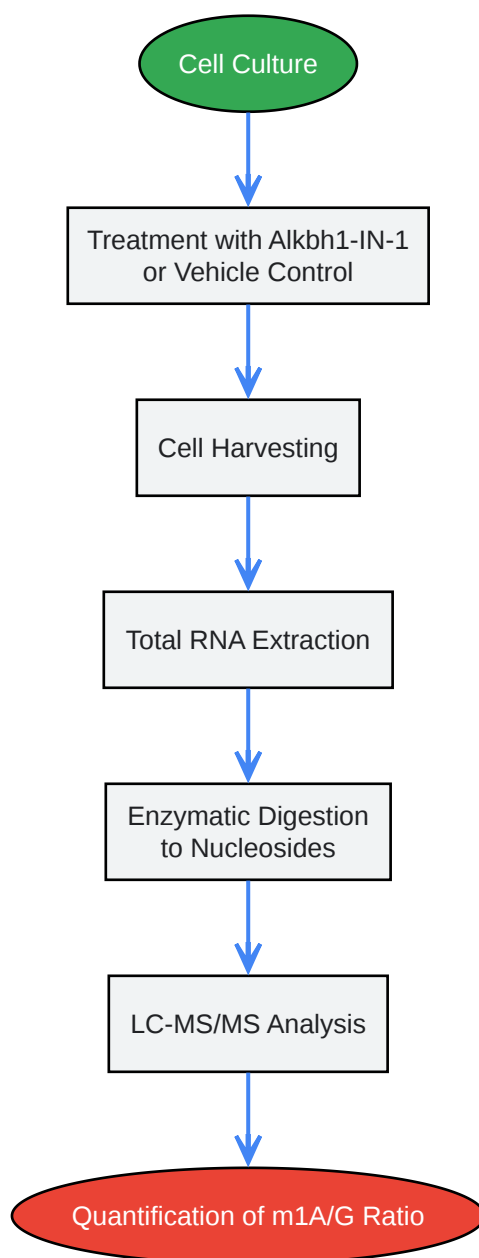 Cell Culture
Treatment with Alkbh1-IN-1
or Vehicle Control
Cell Harvesting
Total RNA Extraction
Enzymatic Digestion
to Nucleosides
LC-MS/MS Analysis
Quantification of m1A/G Ratio